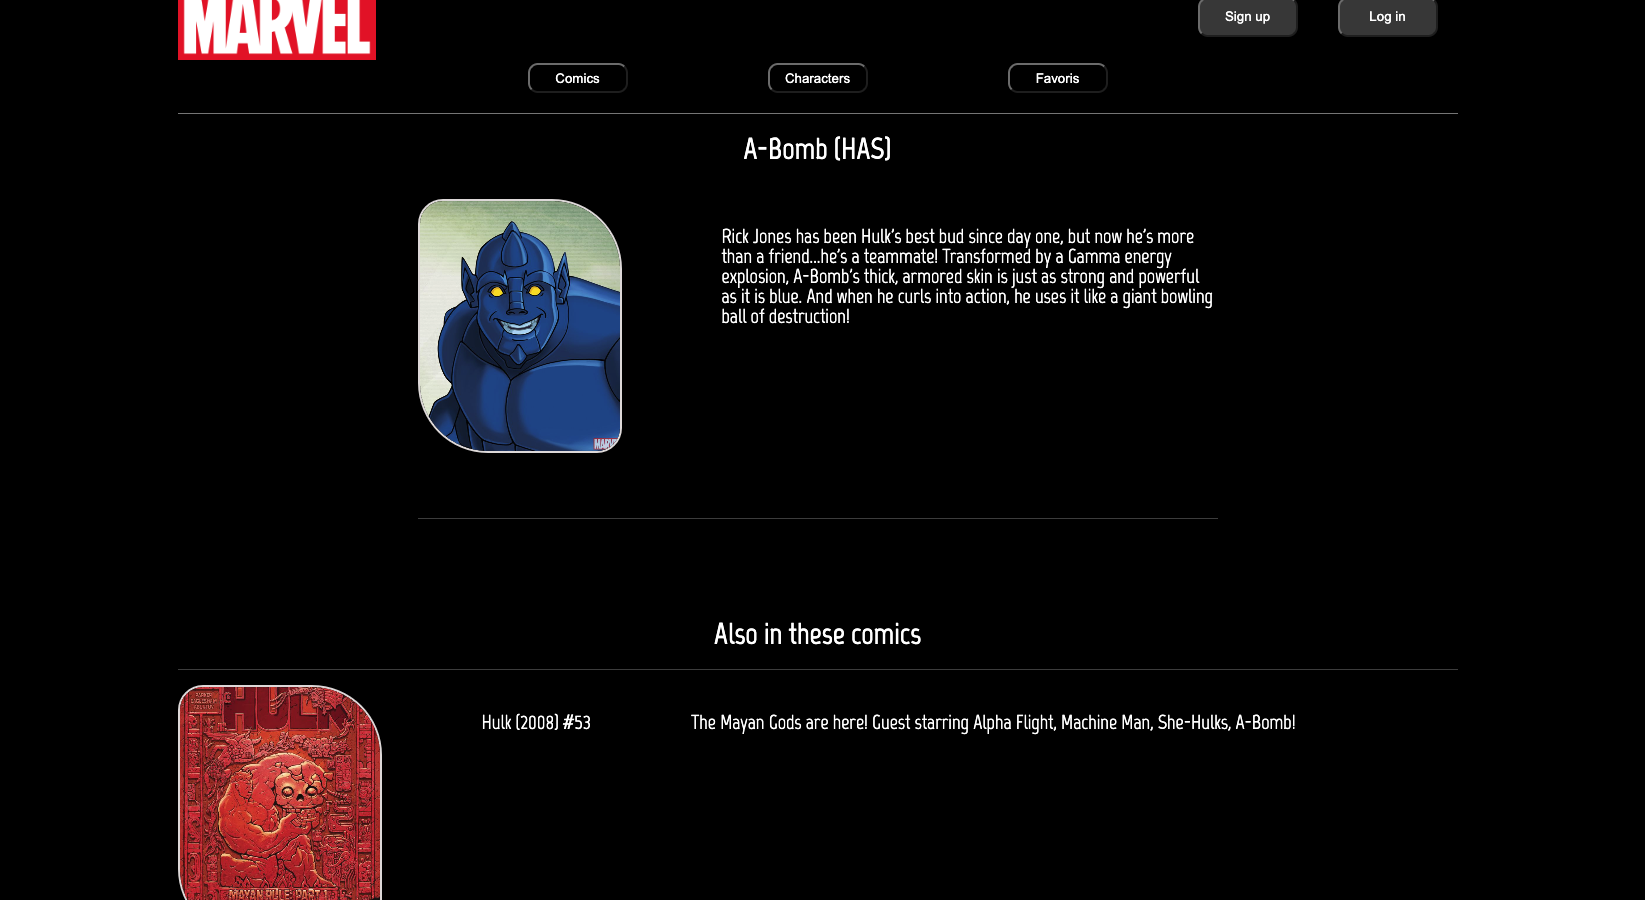 MARVEL
Sign up
Log in
Comics
Characters
Favoris
A-Bomb (HAS)
Rick Jones has been Hulk's best bud since day one, but now he's more
than a friend...he's a teammate! Transformed by a Gamma energy
explosion, A-Bomb's thick, armored skin is just as strong and powerful
as it is blue. And when he curls into action, he uses it like a giant bowling
ball of destruction!
Also in these comics
HULK
Hulk (2008) #53
The Mayan Gods are here! Guest starring Alpha Flight, Machine Man, She-Hulks, A-Bomb!
MAYAN RULE: PART 1